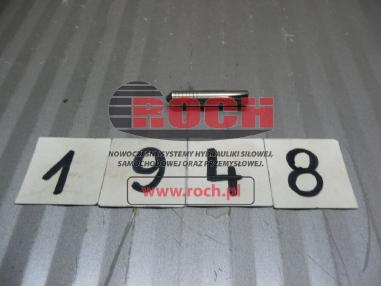 ROCH
NOWOCZESNE SYSTEMY HYDRAULIKI SIŁOWEJ,
SAMOCHODOWEJ ORAZ PRZEMYSŁOWEJ.
1 9 4 8
www.roch.pl